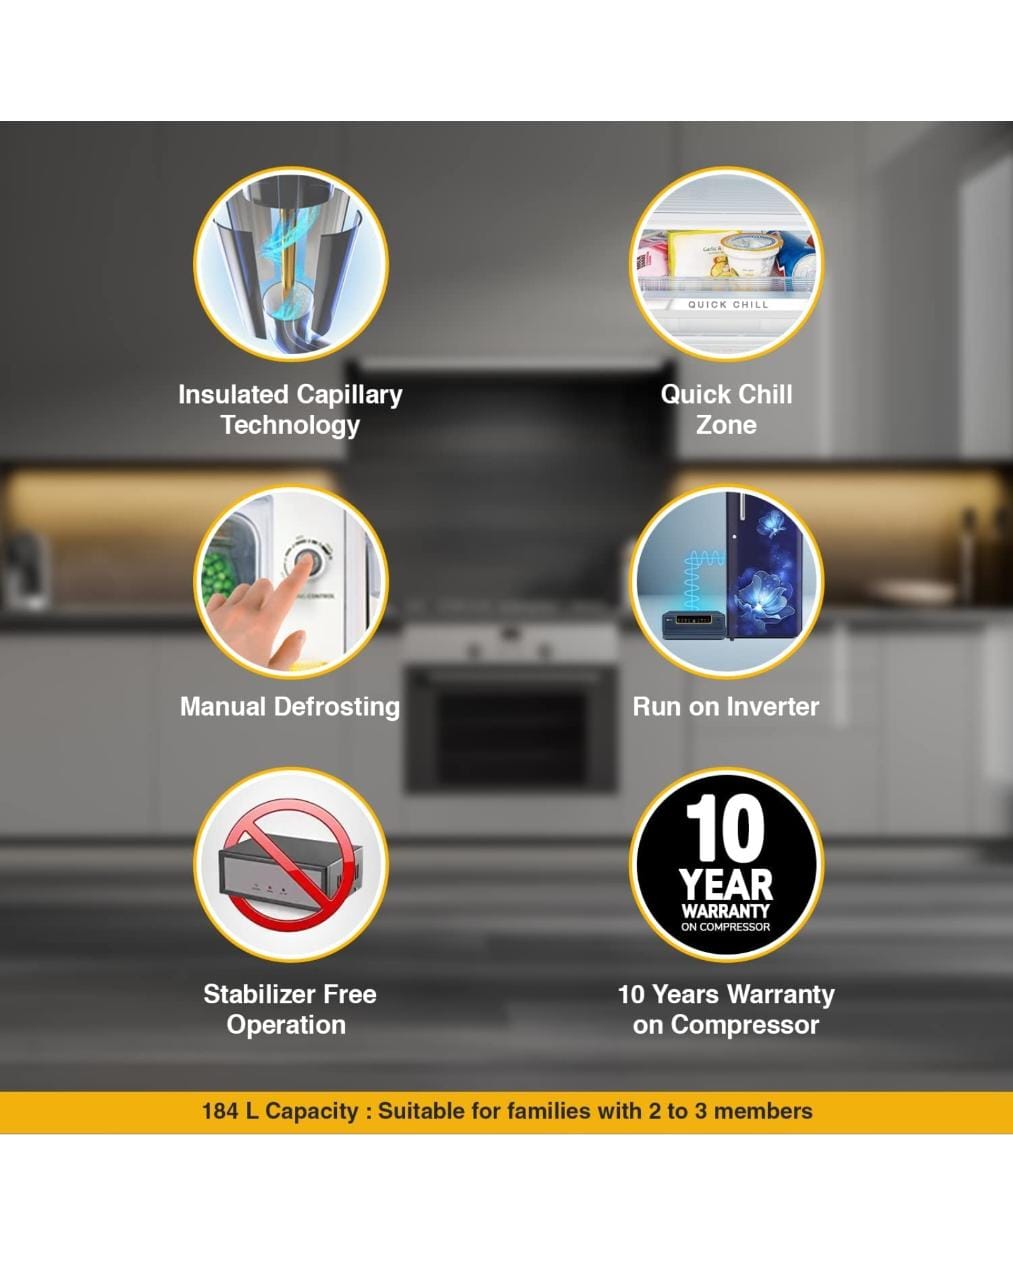 QUICK CHILL
Insulated Capillary
Technology
Quick Chill
Zone
Manual Defrosting
Run on Inverter
10
YEAR
WARRANTY
ON COMPRESSOR
Stabilizer Free
Operation
10 Years Warranty
on Compressor
184 L Capacity : Suitable for families with 2 to 3 members